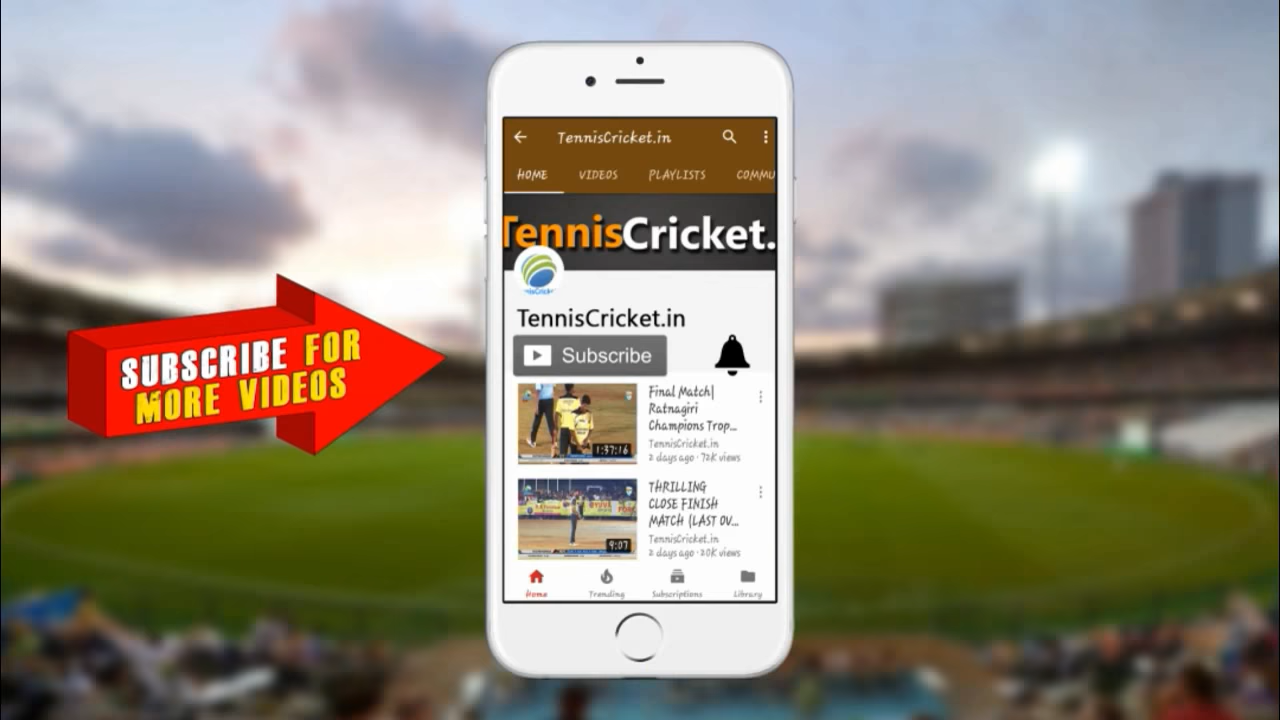 SUBSCRIBE FOR
MORE VIDEOS
TennisCricket.in
HOME VIDEOS PLAYLISTS COMMU
TennisCricket.
TennisCricket.in
Subscribe
Final Match|
Ratnagiri
Champions Trop...
TennisCricket.in
2 days ago · 72K views
1:37:16
THRILLING
CLOSE FINISH
MATCH (LAST OV...
TennisCricket.in
2 days ago · 20K views
9:07
Home Trending Subscriptions Library